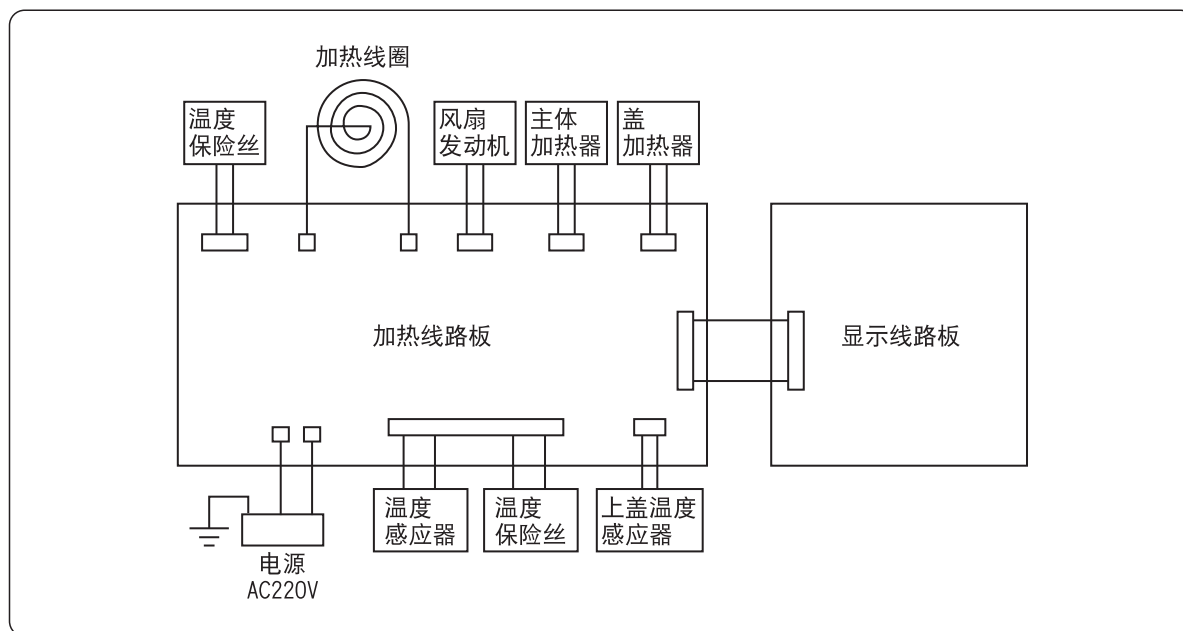 加热线圈
温度
保险丝
风扇
发动机
主体
加热器
盖
加热器
加热线路板
显示线路板
温度
感应器
温度
保险丝
上盖温度
感应器
电源
AC220V